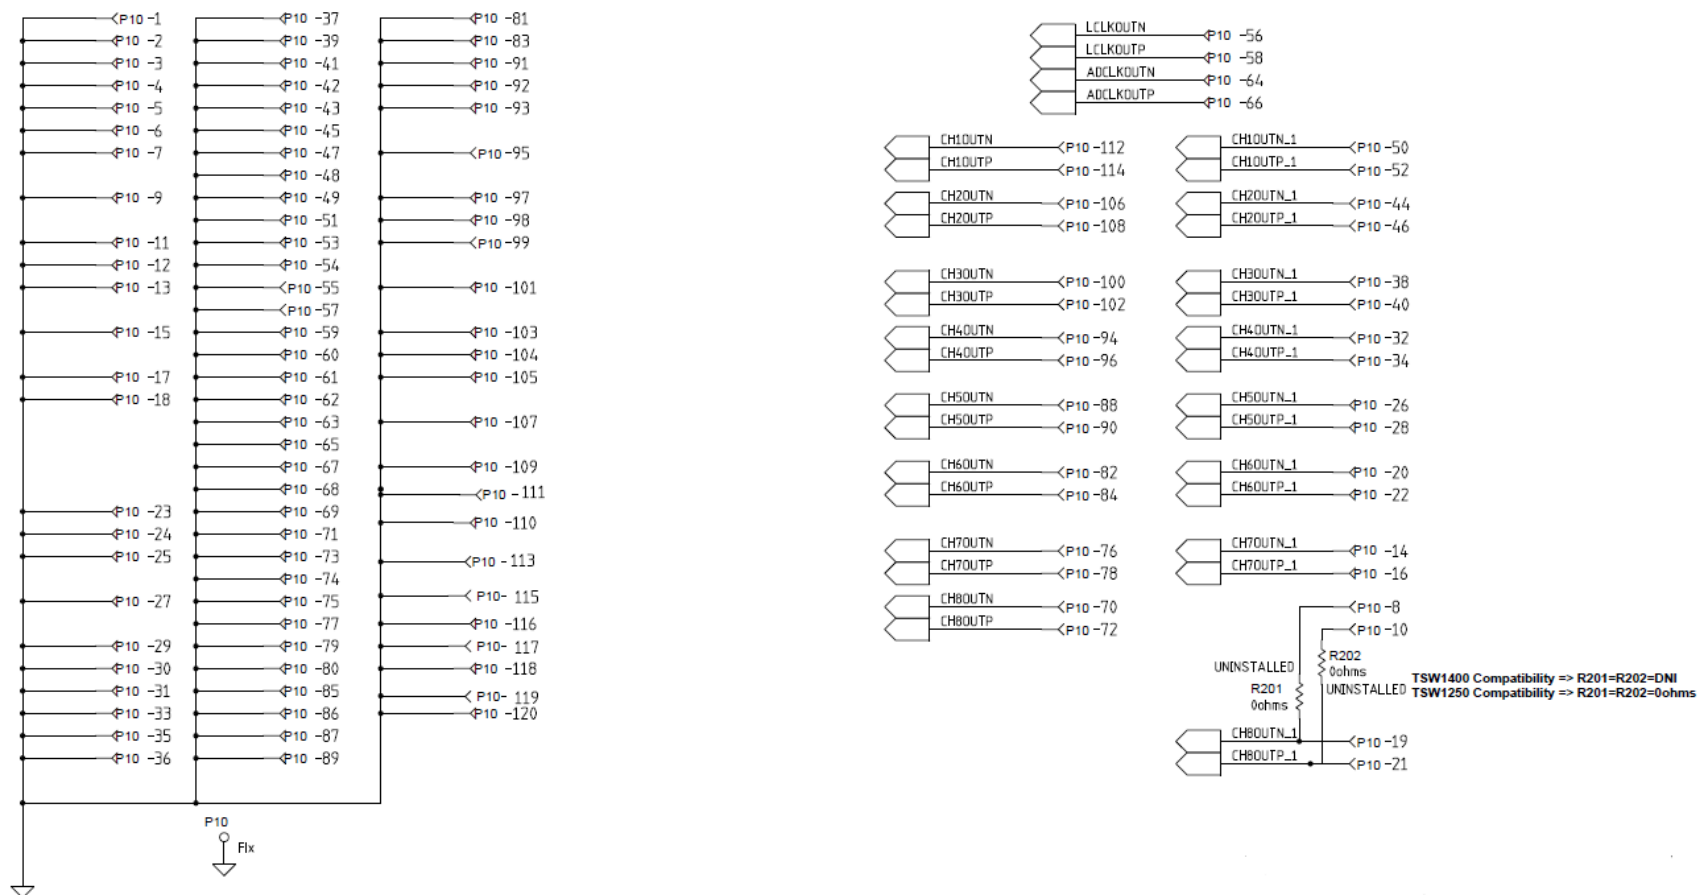 P10 -1
P10 -2
P10 -3
P10 -4
P10 -5
P10 -6
P10 -7
P10 -9
P10 -11
P10 -12
P10 -13
P10 -15
P10 -17
P10 -18
P10 -23
P10 -24
P10 -25
P10 -27
P10 -29
P10 -30
P10 -31
P10 -33
P10 -35
P10 -36
P10 -37
P10 -39
P10 -41
P10 -42
P10 -43
P10 -45
P10 -47
P10 -48
P10 -49
P10 -51
P10 -53
P10 -54
P10 -55
P10 -57
P10 -59
P10 -60
P10 -61
P10 -62
P10 -63
P10 -65
P10 -67
P10 -68
P10 -69
P10 -71
P10 -73
P10 -74
P10 -75
P10 -77
P10 -79
P10 -80
P10 -85
P10 -86
P10 -87
P10 -89
P10 -81
P10 -83
P10 -91
P10 -92
P10 -93
P10 -95
P10 -97
P10 -98
P10 -99
P10 -101
P10 -103
P10 -104
P10 -105
P10 -107
P10 -109
P10 - 111
P10 -110
P10 - 113
P10- 115
P10 -116
P10- 117
P10 -118
P10- 119
P10 -120
P10
FIx
LCLKOUTN P10 -56
LCLKOUTP P10 -58
ADCLKOUTN P10 -64
ADCLKOUTP P10 -66
CH1OUTN P10 -112
CH1OUTP P10 -114
CH2OUTN P10 -106
CH2OUTP P10 -108
CH3OUTN P10 -100
CH3OUTP P10 -102
CH4OUTN P10 -94
CH4OUTP P10 -96
CH5OUTN P10 -88
CH5OUTP P10 -90
CH6OUTN P10 -82
CH6OUTP P10 -84
CH7OUTN P10 -76
CH7OUTP P10 -78
CH8OUTN P10 -70
CH8OUTP P10 -72
CH1OUTN_1 P10 -50
CH1OUTP_1 P10 -52
CH2OUTN_1 P10 -44
CH2OUTP_1 P10 -46
CH3OUTN_1 P10 -38
CH3OUTP_1 P10 -40
CH4OUTN_1 P10 -32
CH4OUTP_1 P10 -34
CH5OUTN_1 P10 -26
CH5OUTP_1 P10 -28
CH6OUTN_1 P10 -20
CH6OUTP_1 P10 -22
CH7OUTN_1 P10 -14
CH7OUTP_1 P10 -16
P10 -8
P10 -10
R202
0ohms
UNINSTALLED
UNINSTALLED
R201
0ohms
TSW1400 Compatibility => R201=R202=DNI
TSW1250 Compatibility => R201=R202=0ohms
CH8OUTN_1 P10 -19
CH8OUTP_1 P10 -21